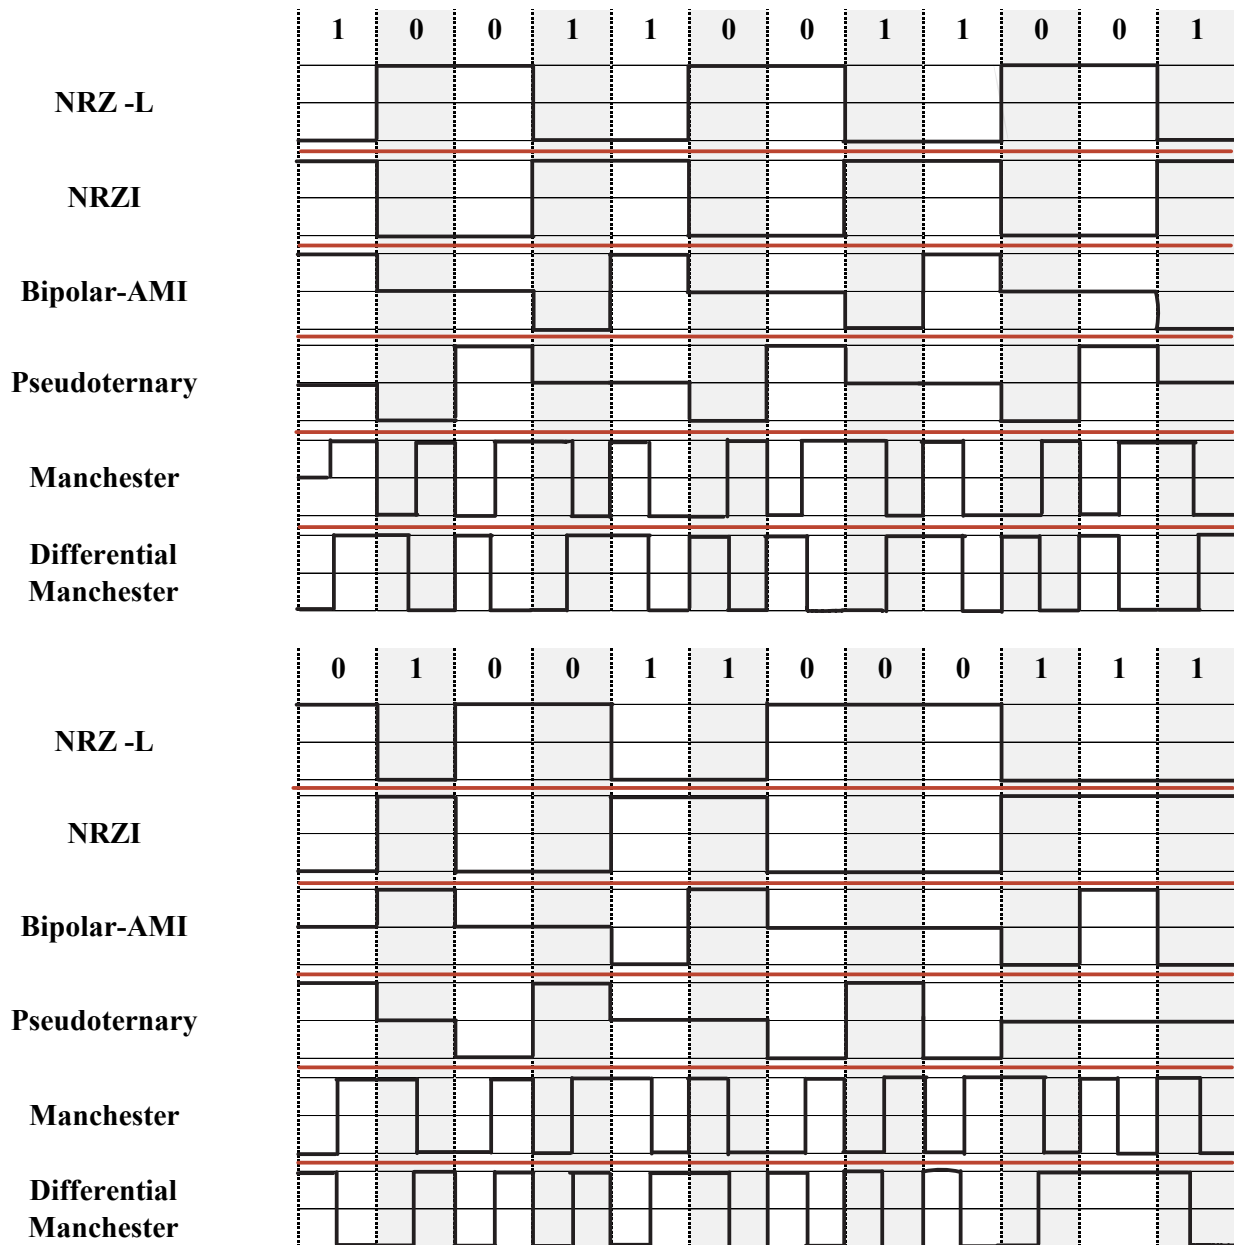 1 0 0 1 1 0 0 1 1 0 0 1
NRZ -L
NRZI
Bipolar-AMI
Pseudoternary
Manchester
Differential
Manchester
0 1 0 0 1 1 0 0 0 1 1 1
NRZ -L
NRZI
Bipolar-AMI
Pseudoternary
Manchester
Differential
Manchester